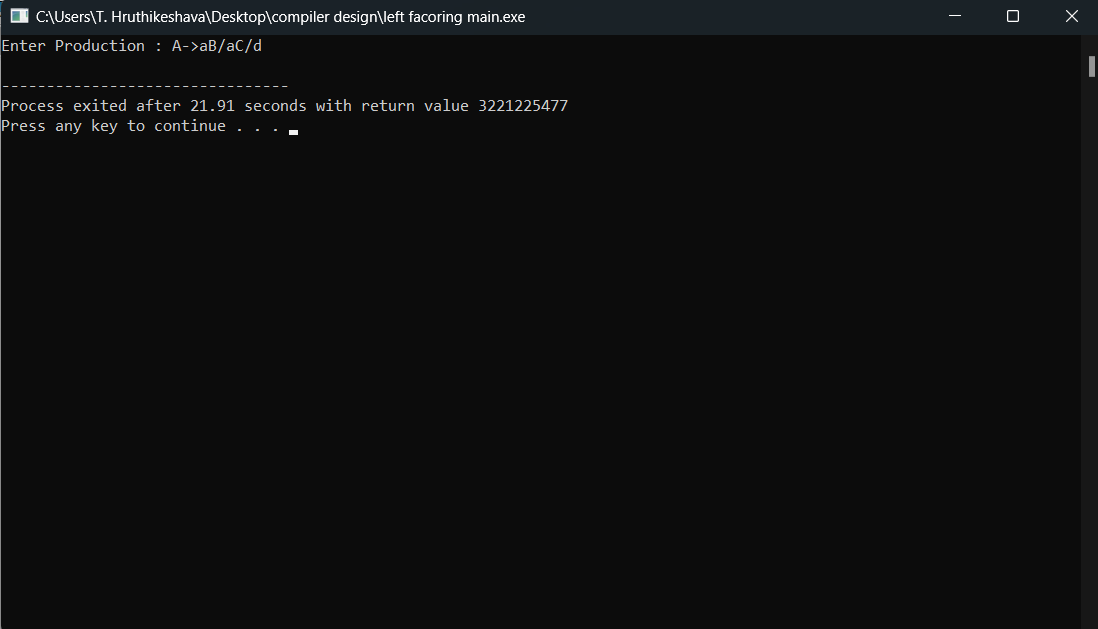 C:\Users\T. Hruthikeshava\Desktop\compiler design\left facoring main.exe
Enter Production : A->aB/aC/d
--------------------------------
Process exited after 21.91 seconds with return value 3221225477
Press any key to continue . . .